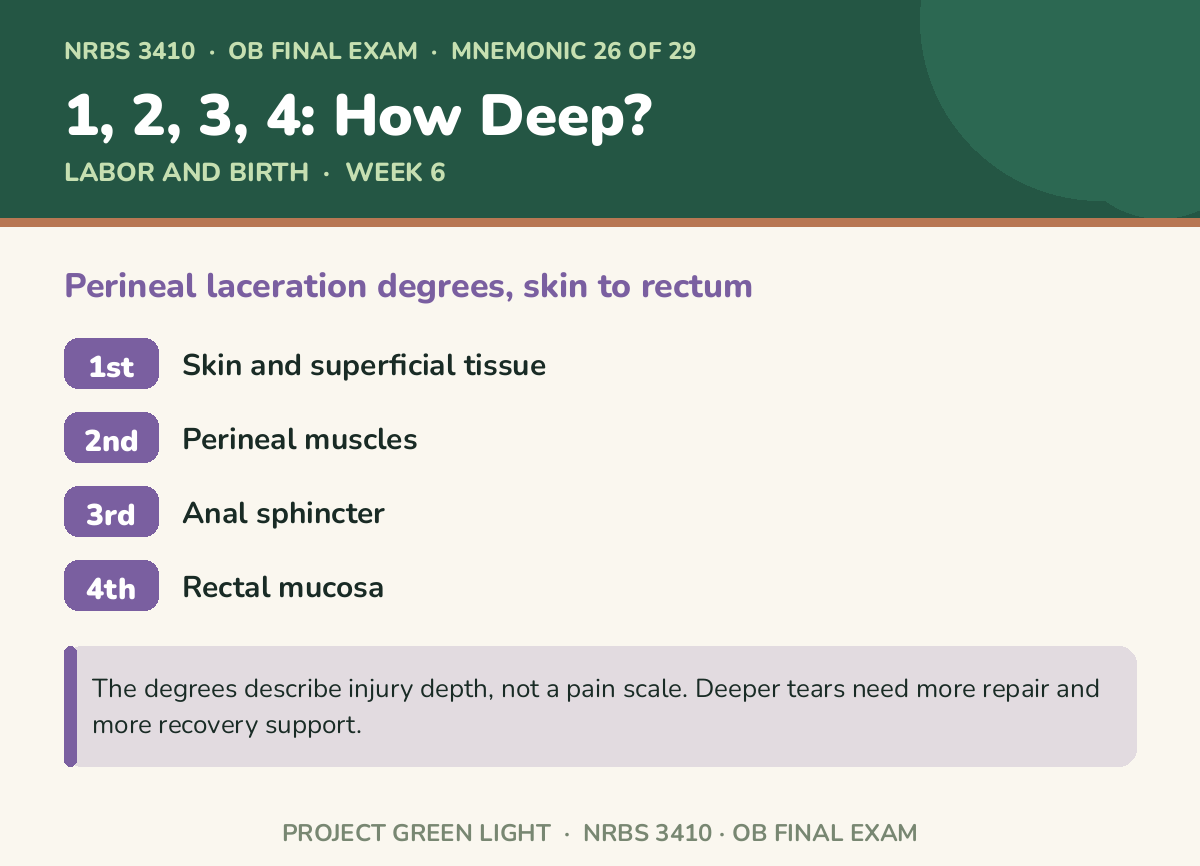 NRBS 3410 · OB FINAL EXAM · MNEMONIC 26 OF 29
1, 2, 3, 4: How Deep?
LABOR AND BIRTH · WEEK 6
Perineal laceration degrees, skin to rectum
1st Skin and superficial tissue
2nd Perineal muscles
3rd Anal sphincter
4th Rectal mucosa
The degrees describe injury depth, not a pain scale. Deeper tears need more repair and
more recovery support.
PROJECT GREEN LIGHT · NRBS 3410 · OB FINAL EXAM